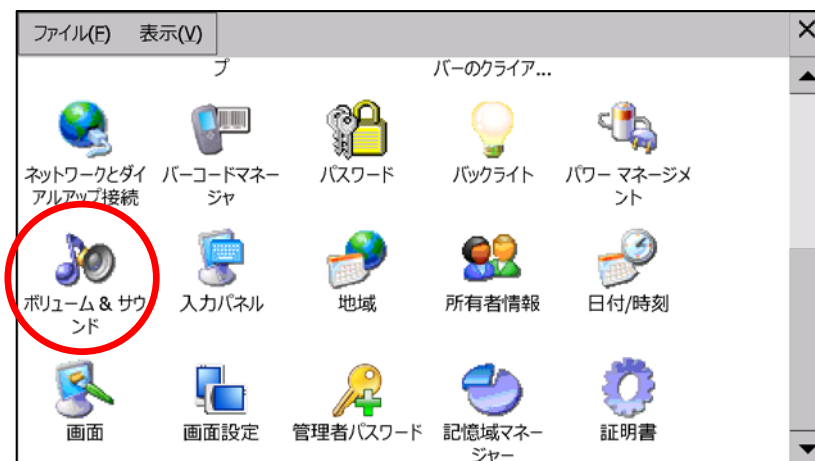 ファイル(F) 表示(V)
プ バーのクライア...
ネットワークとダイ バーコードマネー パスワード バックライト パワー マネージメ
アルアップ接続 ジャ ント
ボリューム & サウ 入力パネル 地域 所有者情報 日付/時刻
ンド
画面 画面設定 管理者パスワード 記憶域マネー 証明書
ジャー